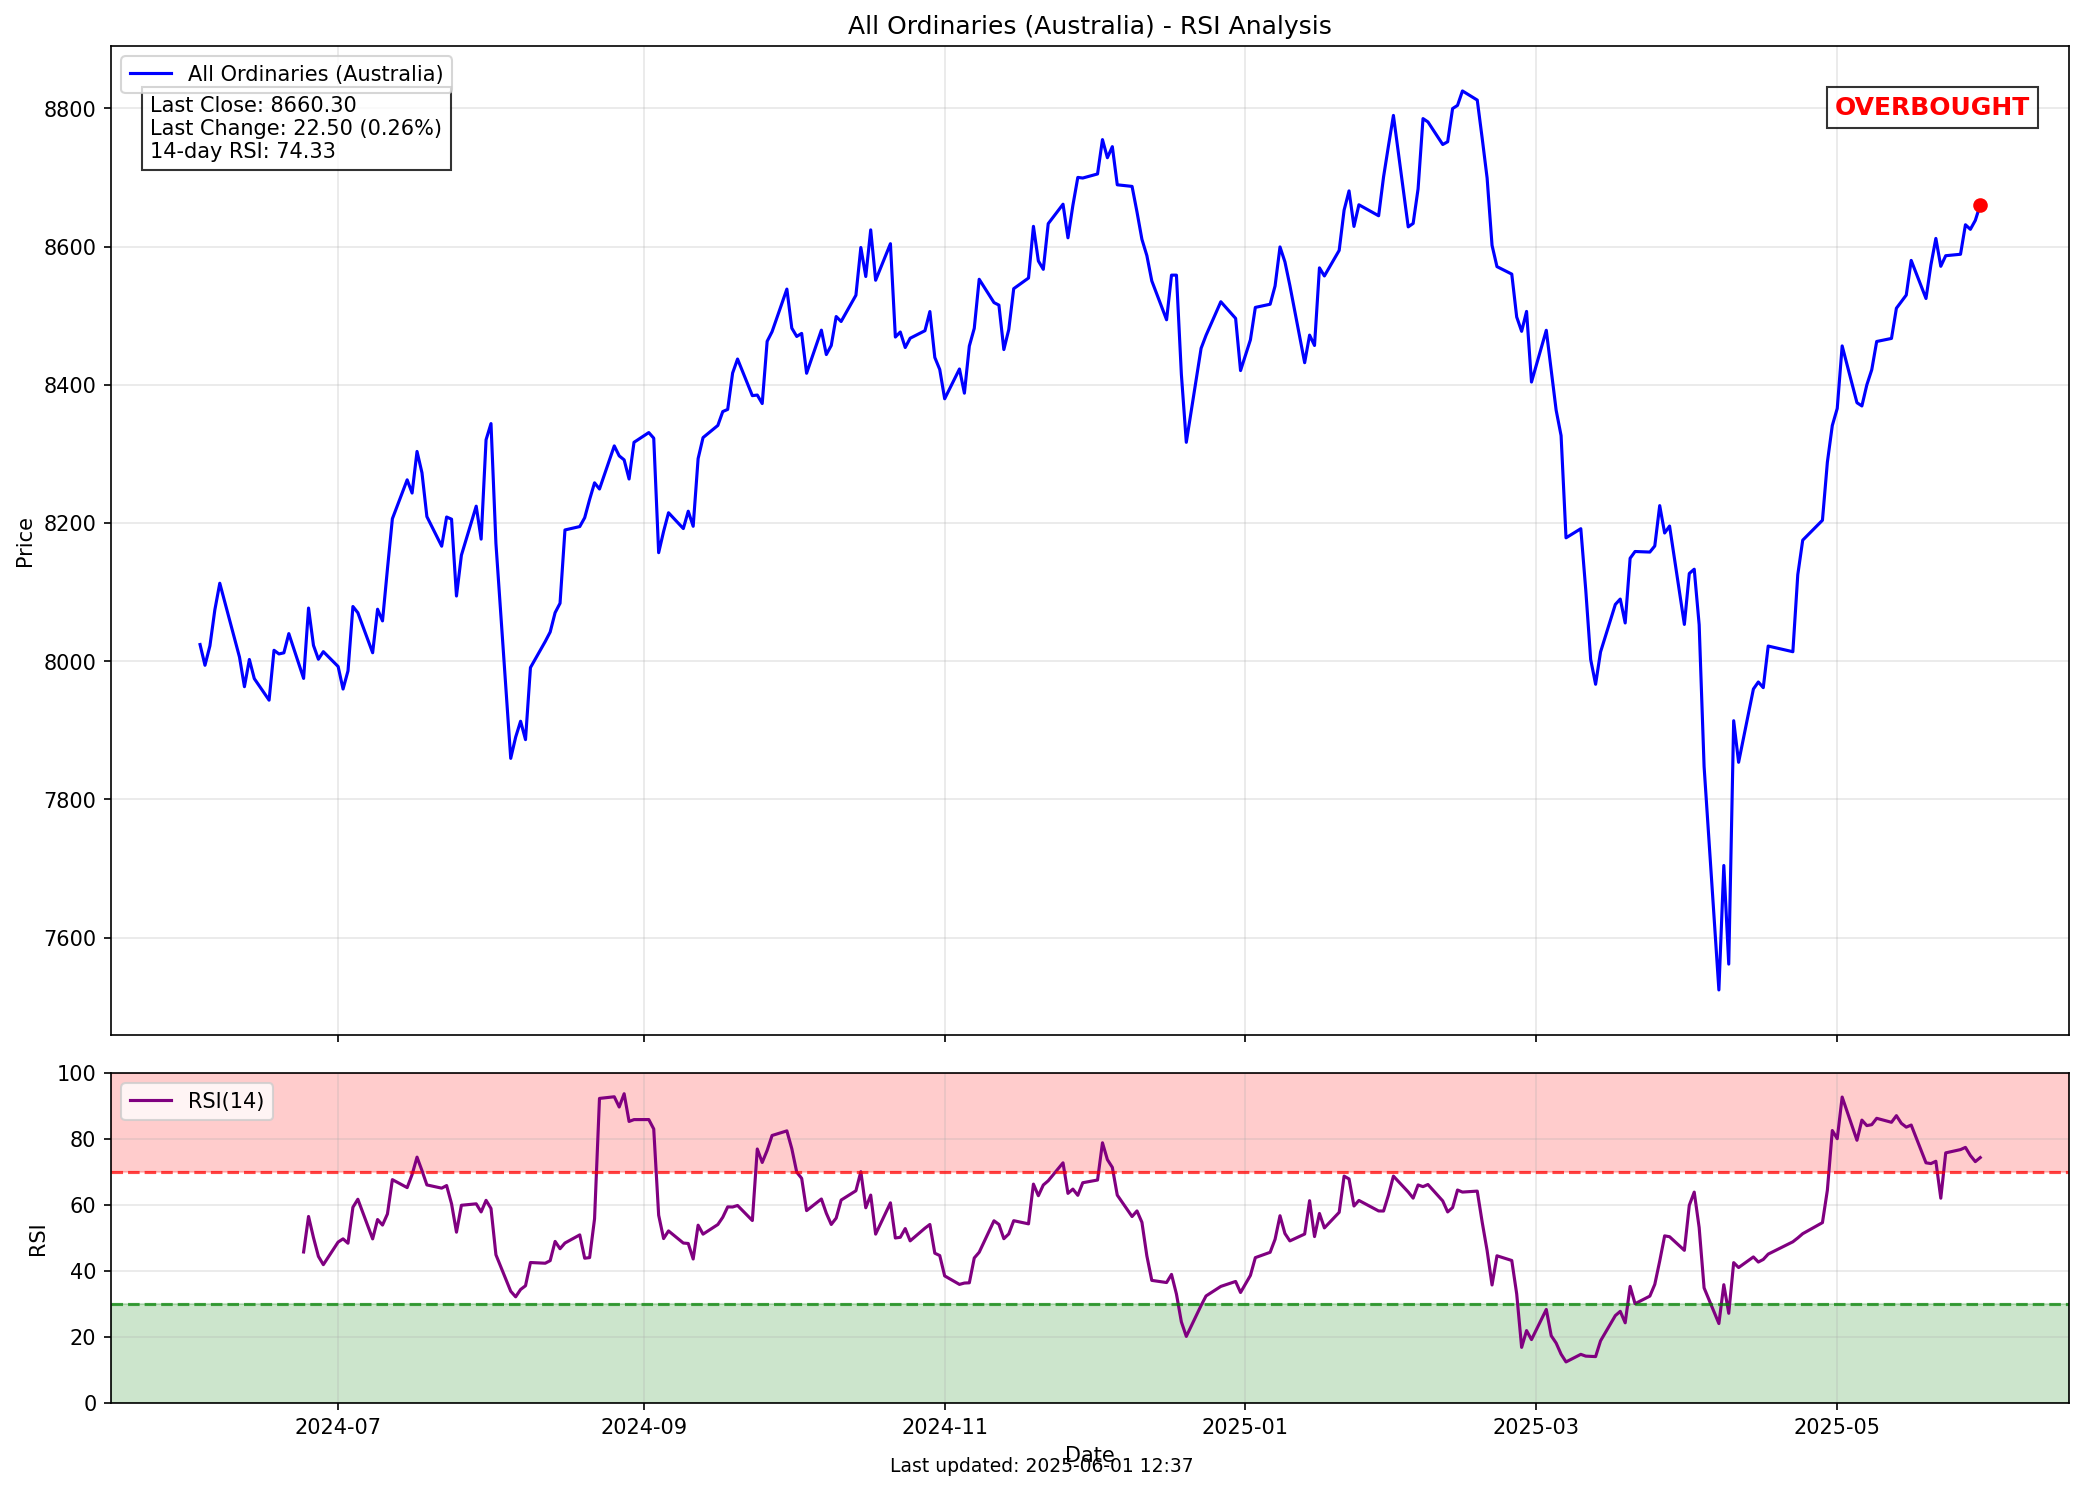 All Ordinaries (Australia) - RSI Analysis
All Ordinaries (Australia)
Last Close: 8660.30
Last Change: 22.50 (0.26%)
14-day RSI: 74.33
OVERBOUGHT
Price
8800
8600
8400
8200
8000
7800
7600
RSI(14)
RSI
100
80
60
40
20
0
2024-07
2024-09
2024-11
2025-01
2025-03
2025-05
Date
Last updated: 2025-06-01 12:37